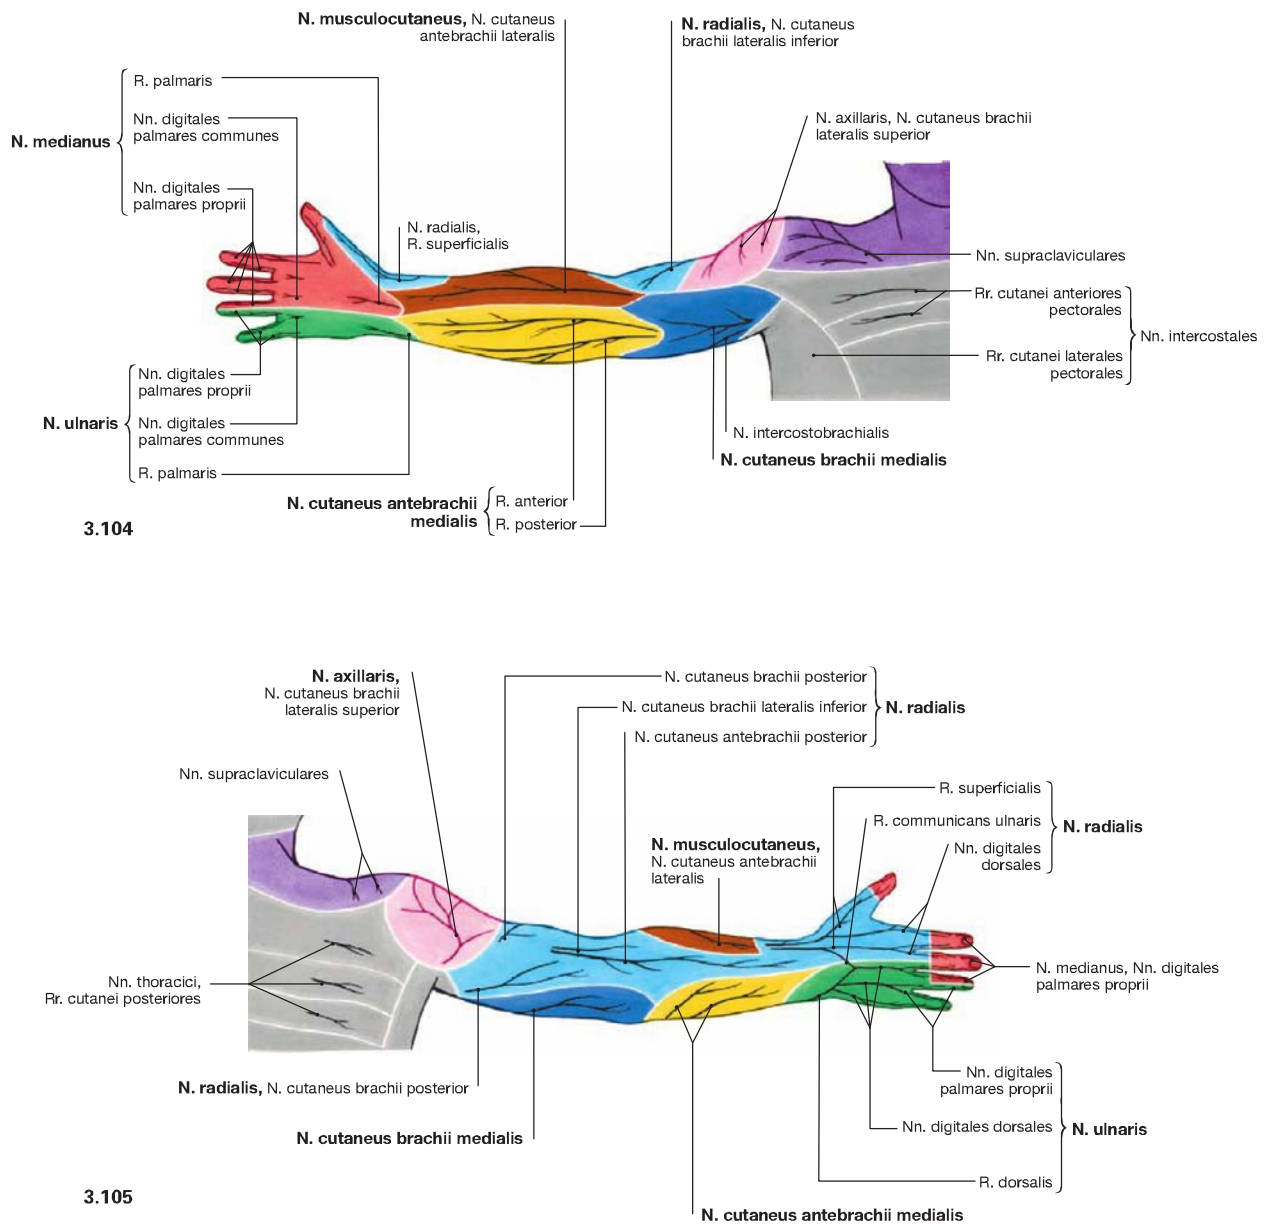 N. musculocutaneus, N. cutaneus
antebrachii lateralis
N. radialis, N. cutaneus
brachii lateralis inferior
R. palmaris
Nn. digitales
palmares communes
N. medianus
Nn. digitales
palmares proprii
N. axillaris, N. cutaneus brachii
lateralis superior
N. radialis,
R. superficialis
Nn. supraclaviculares
Rr. cutanei anteriores
pectorales
Nn. intercostales
Rr. cutanei laterales
pectorales
Nn. digitales
palmares proprii
N. ulnaris
Nn. digitales
palmares communes
R. palmaris
N. intercostobrachialis
N. cutaneus brachii medialis
N. cutaneus antebrachii
medialis
R. anterior
R. posterior
3.104
N. axillaris,
N. cutaneus brachii
lateralis superior
N. cutaneus brachii posterior
N. cutaneus brachii lateralis inferior
N. radialis
N. cutaneus antebrachii posterior
Nn. supraclaviculares
R. superficialis
R. communicans ulnaris
N. radialis
Nn. digitales
dorsales
N. musculocutaneus,
N. cutaneus antebrachii
lateralis
Nn. thoracici,
Rr. cutanei posteriores
N. medianus, Nn. digitales
palmares proprii
N. radialis, N. cutaneus brachii posterior
N. cutaneus brachii medialis
Nn. digitales
palmares proprii
Nn. digitales dorsales
N. ulnaris
R. dorsalis
N. cutaneus antebrachii medialis
3.105